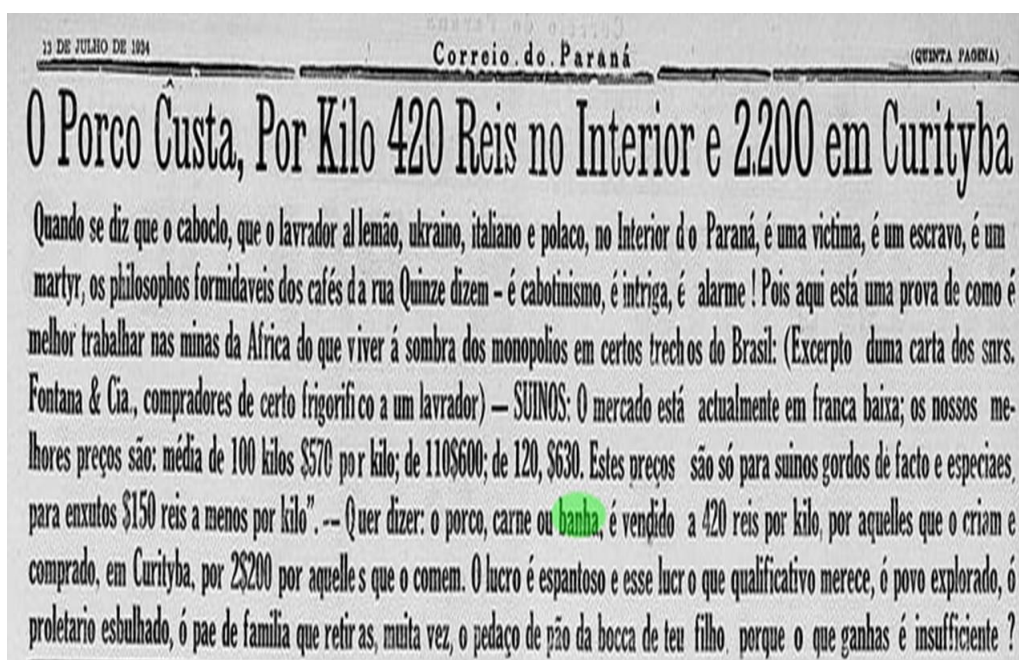 13 DE JULHO DE 1934
Correio do Paraná
(QUINTA PAGINA)
O Porco Custa, Por Kilo 420 Reis no Interior e 2.200 em Curityba
Quando se diz que o caboclo, que o lavrador allemão, ukraino, italiano e polaco, no Interior do Paraná, é uma victima, é um escravo, é um
martyr, os philosophos formidaveis dos cafés da rua Quinze dizem – é cabotinismo, é intriga, é alarme ! Pois aqui está uma prova de como é
melhor trabalhar nas minas da Africa do que viver á sombra dos monopolios em certos trechos do Brasil: (Excerpto duma carta dos snrs.
Fontana & Cia., compradores de certo frigorifico a um lavrador) — SUINOS: O mercado está actualmente em franca baixa; os nossos me-
lhores preços são: média de 100 kilos $570 por kilo; de 110$600; de 120, $630. Estes preços são só para suinos gordos de facto e especiaes,
para enxutos $150 reis a menos por kilo". -- Quer dizer: o porco, carne ou banha, é vendido a 420 reis por kilo, por aquelles que o criam e
comprado, em Curityba, por 2$200 por aquelles que o comem. O lucro é espantoso e esse lucro que qualificativo merece, ó povo explorado, ó
proletario esbulhado, ó pae de familia que retiras, muita vez, o pedaço de pão da bocca de teu filho, porque o que ganhas é insufficiente ?